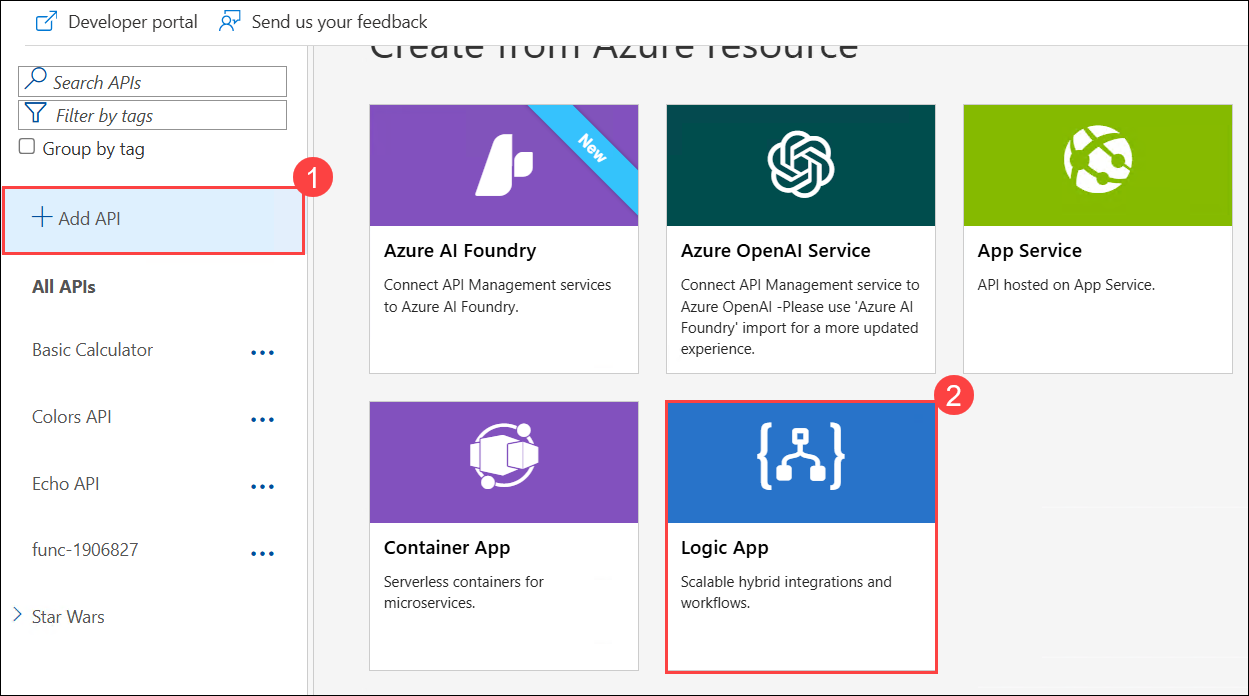 Developer portal
Send us your feedback
Create from Azure resource
Search APIs
Filter by tags
Group by tag
1
Add API
All APIs
Basic Calculator
Colors API
Echo API
func-1906827
Star Wars
New
Azure AI Foundry
Connect API Management services
to Azure AI Foundry.
Azure OpenAI Service
Connect API Management service to
Azure OpenAI -Please use 'Azure AI
Foundry' import for a more updated
experience.
App Service
API hosted on App Service.
Container App
Serverless containers for
microservices.
2
Logic App
Scalable hybrid integrations and
workflows.